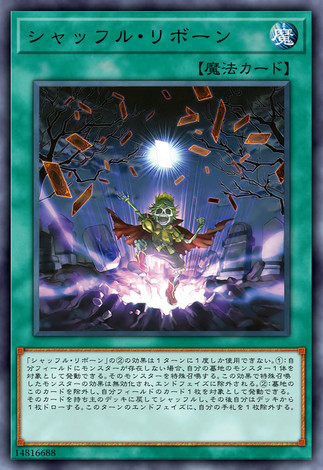 シャッフル・リボーン
魔
【魔法カード】
「シャッフル・リボーン」の②の効果は１ターンに１度しか使用できない。①：自
分フィールドにモンスターが存在しない場合、自分の墓地のモンスター１体を
対象として発動できる。そのモンスターを特殊召喚する。この効果で特殊召喚
したモンスターの効果は無効化され、エンドフェイズに除外される。②：墓地の
このカードを除外し、自分フィールドのカード１枚を対象として発動できる。
そのカードを持ち主のデッキに戻してシャッフルし、その後自分はデッキから
１枚ドローする。このターンのエンドフェイズに、自分の手札を１枚除外する。
14816688